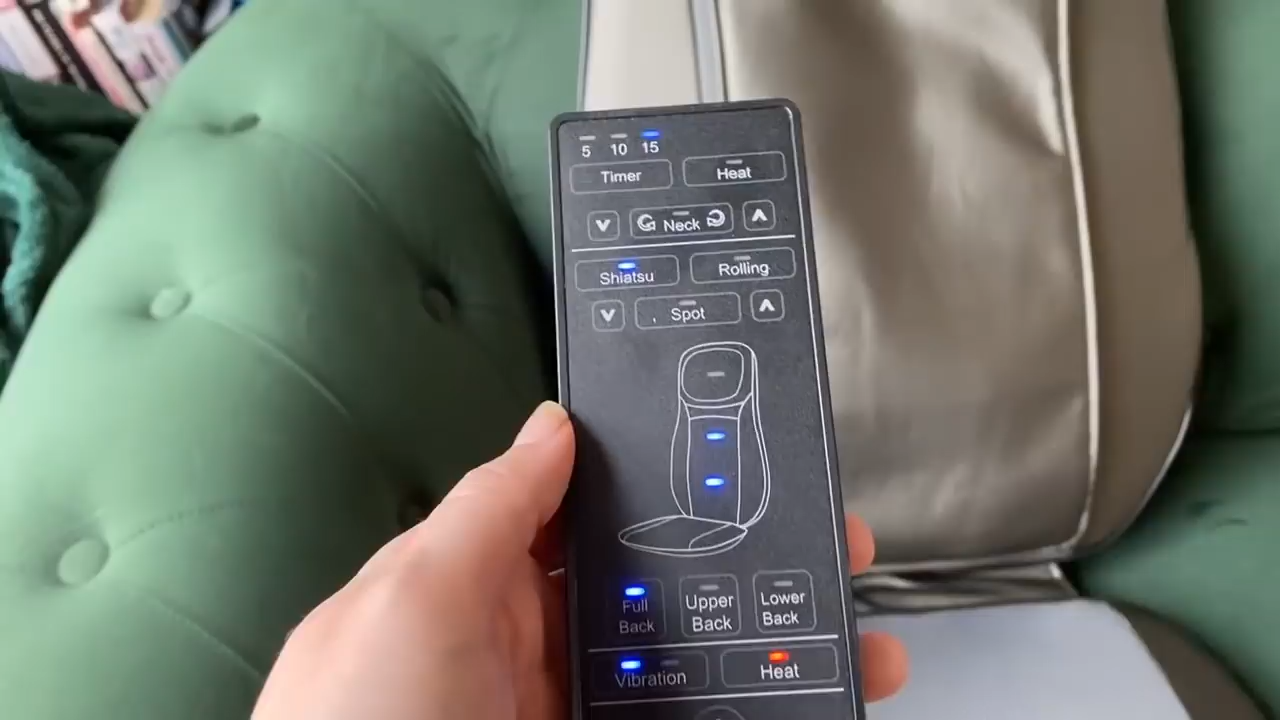 5 10 15
Timer Heat
Neck
Shiatsu Rolling
Spot
Full Back
Upper Back
Lower Back
Vibration Heat